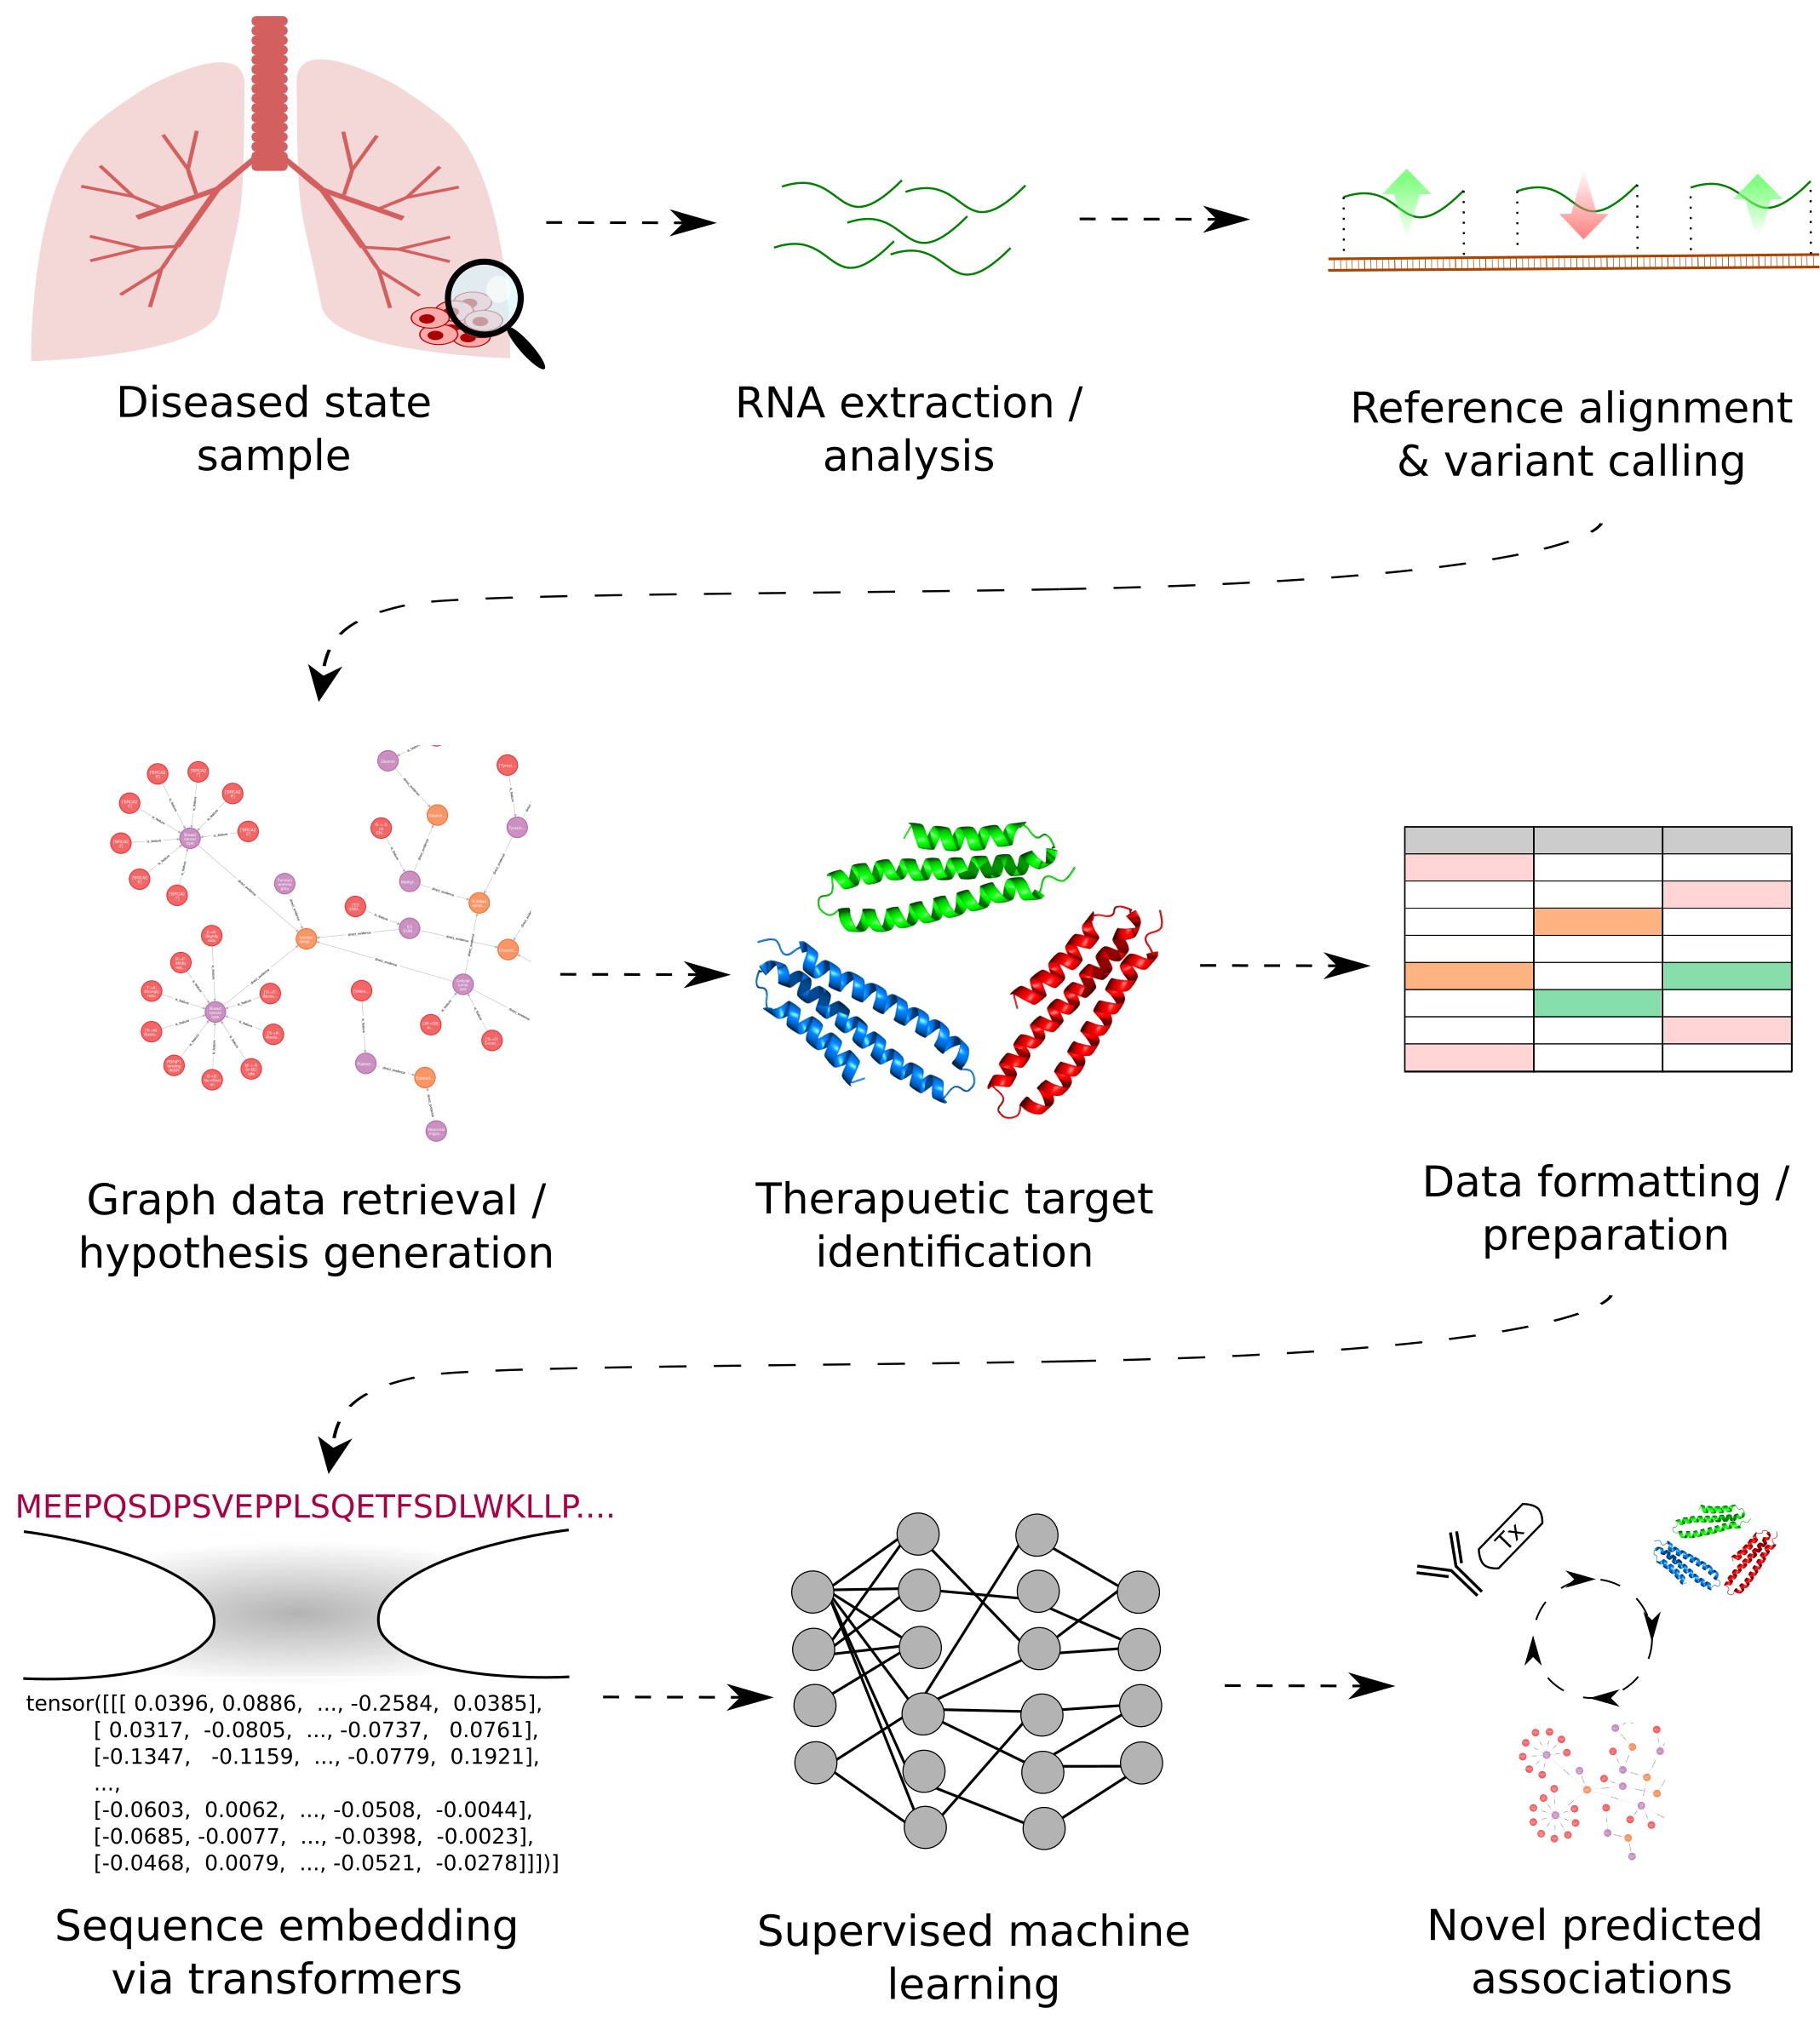 Diseased state
sample
RNA extraction /
analysis
Reference alignment
& variant calling
Graph data retrieval /
hypothesis generation
Therapuetic target
identification
Data formatting /
preparation
MEEPQSDPSVEPPLSQETFSDLWKLLP....
tensor([[[ 0.0396, 0.0886, ..., -0.2584, 0.0385],
[ 0.0317, -0.0805, ..., -0.0737, 0.0761],
[-0.1347, -0.1159, ..., -0.0779, 0.1921],
...,
[-0.0603, 0.0062, ..., -0.0508, -0.0044],
[-0.0685, -0.0077, ..., -0.0398, -0.0023],
[-0.0468, 0.0079, ..., -0.0521, -0.0278]]])]
Sequence embedding
via transformers
Supervised machine
learning
Tx
Novel predicted
associations